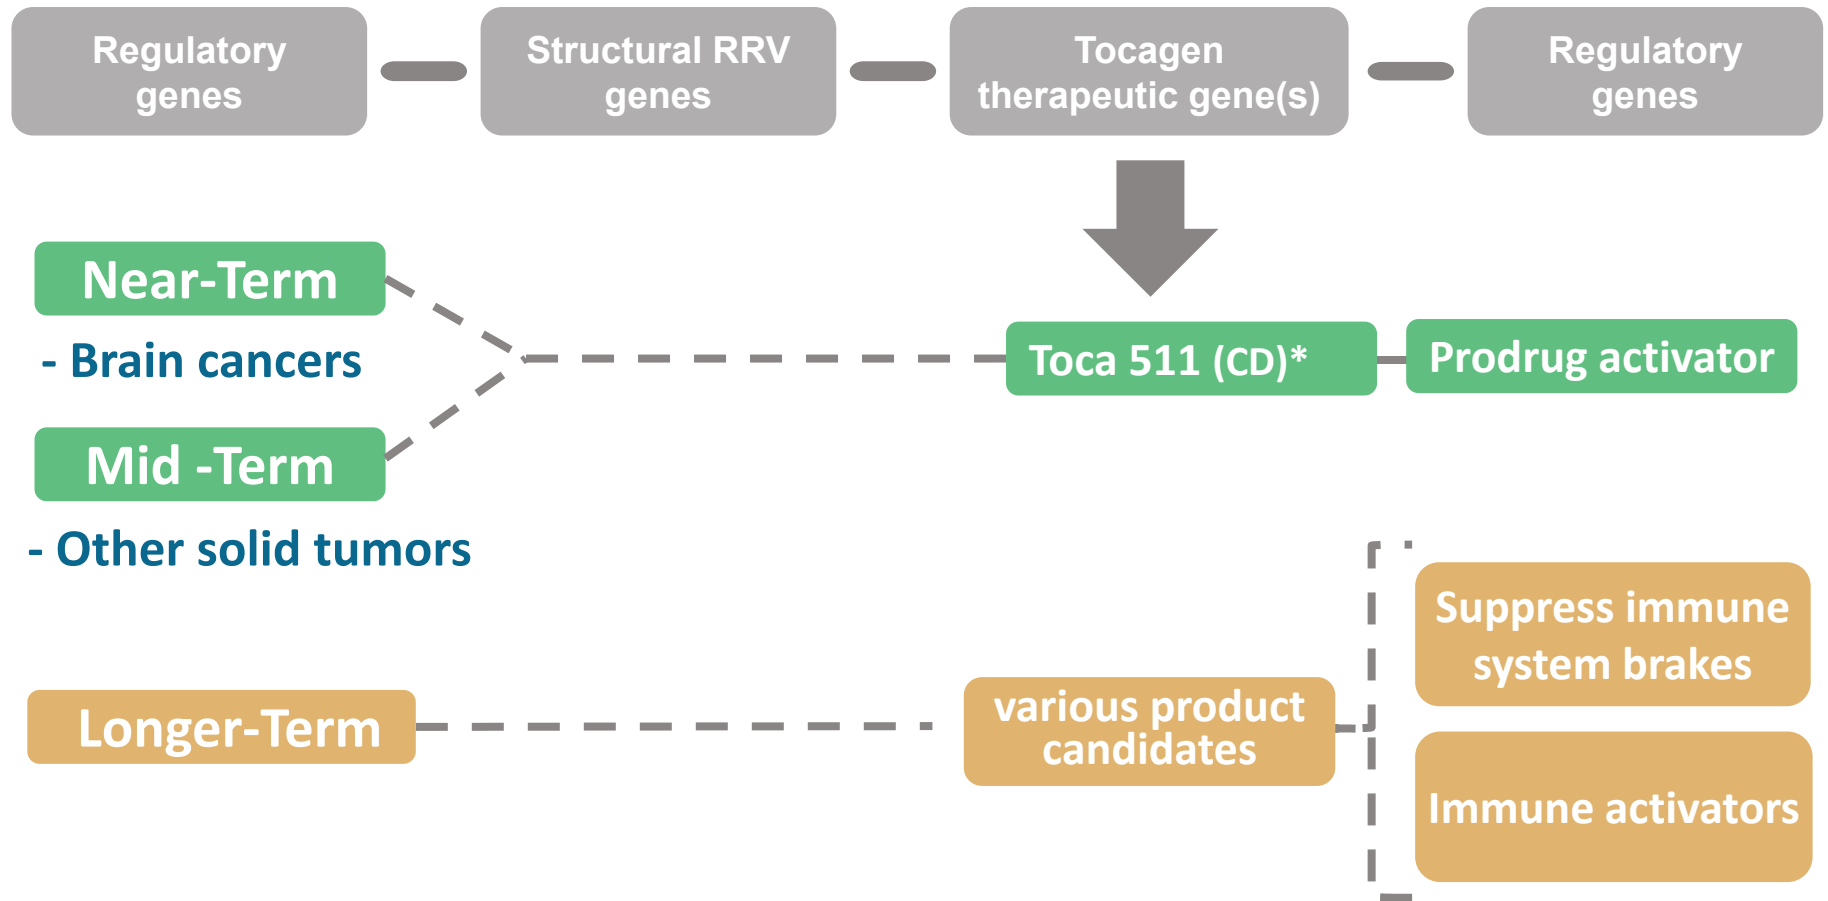 Regulatory
genes
Structural RRV
genes
Tocagen
therapeutic gene(s)
Regulatory
genes
Near-Term
- Brain cancers
Mid -Term
- Other solid tumors
Toca 511 (CD)*
Prodrug activator
Longer-Term
various product
candidates
Suppress immune
system brakes
Immune activators